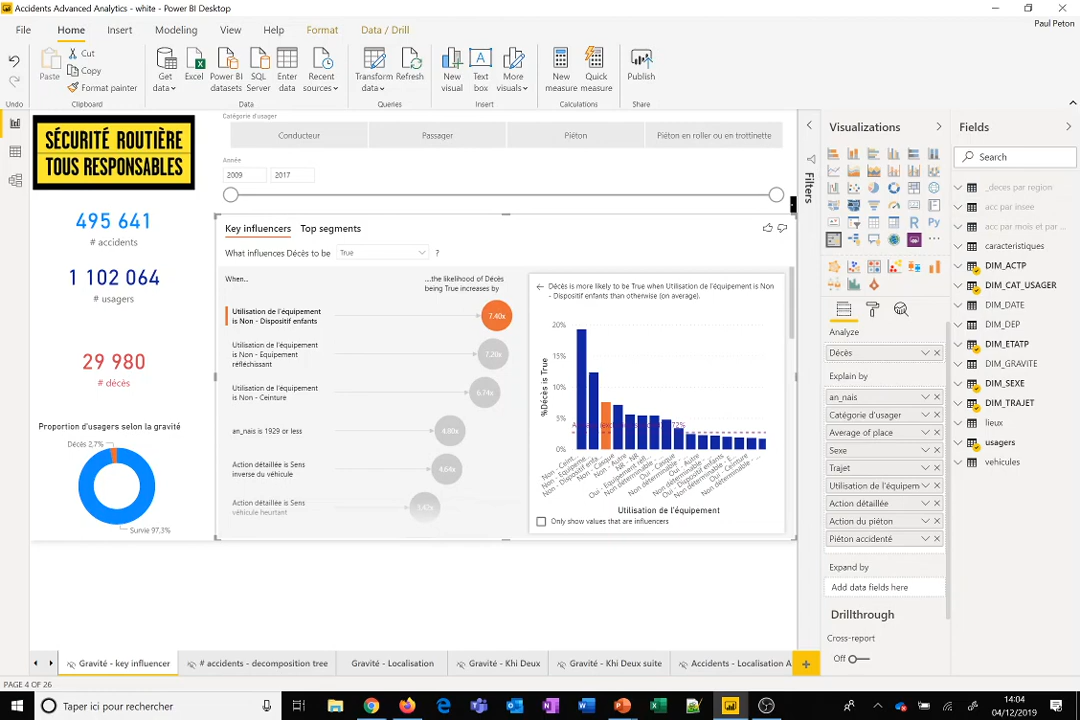 Accidents Advanced Analytics - white - Power BI Desktop
Paul Peton
File Home Insert Modeling View Help Format Data / Drill
Undo
Paste
Cut
Copy
Format painter
Clipboard
Get data
Excel
Power BI datasets
SQL Server
Enter data
Recent sources
Data
Transform data
Refresh
Queries
New visual
Text box
More visuals
Insert
New measure
Quick measure
Calculations
Publish
Share
SÉCURITÉ ROUTIÈRE
TOUS RESPONSABLES
495 641
# accidents
1 102 064
# usagers
29 980
# décès
Proportion d'usagers selon la gravité
Décès 2,7%
Survie 97,3%
Catégorie d'usager
Conducteur Passager Piéton Piéton en roller ou en trottinette
Année
2009 2017
Key influencers Top segments
What influences Décès to be True ?
When...
...the likelihood of Décès
being True increases by
Utilisation de l'équipement
is Non - Dispositif enfants
7.40x
Utilisation de l'équipement
is Non - Equipement
réfléchissant
7.20x
Utilisation de l'équipement
is Non - Ceinture
6.74x
an_nais is 1929 or less
4.80x
Action détaillée is Sens
inverse du véhicule
4.64x
Action détaillée is Sens
véhicule heurtant
Décès is more likely to be True when Utilisation de l'équipement is Non
- Dispositif enfants than otherwise (on average).
%Décès is True
20%
15%
10%
5%
0%
Utilisation de l'équipement
Only show values that are influencers
Filters
Visualizations
R Py
Analyze
Décès
Explain by
an_nais
Catégorie d'usager
Average of place
Sexe
Trajet
Utilisation de l'équipem
Action détaillée
Action du piéton
Piéton accidenté
Expand by
Add data fields here
Drillthrough
Cross-report
Off
Fields
Search
_deces par region
acc par insee
acc par mois et par ...
caracteristiques
DIM_ACTP
DIM_CAT_USAGER
DIM_DATE
DIM_DEP
DIM_ETATP
DIM_GRAVITE
DIM_SEXE
DIM_TRAJET
lieux
usagers
vehicules
Gravité - key influencer
# accidents - decomposition tree
Gravité - Localisation
Gravité - Khi Deux
Gravité - Khi Deux suite
Accidents - Localisation A
PAGE 4 OF 26
Taper ici pour rechercher
14:04
04/12/2019